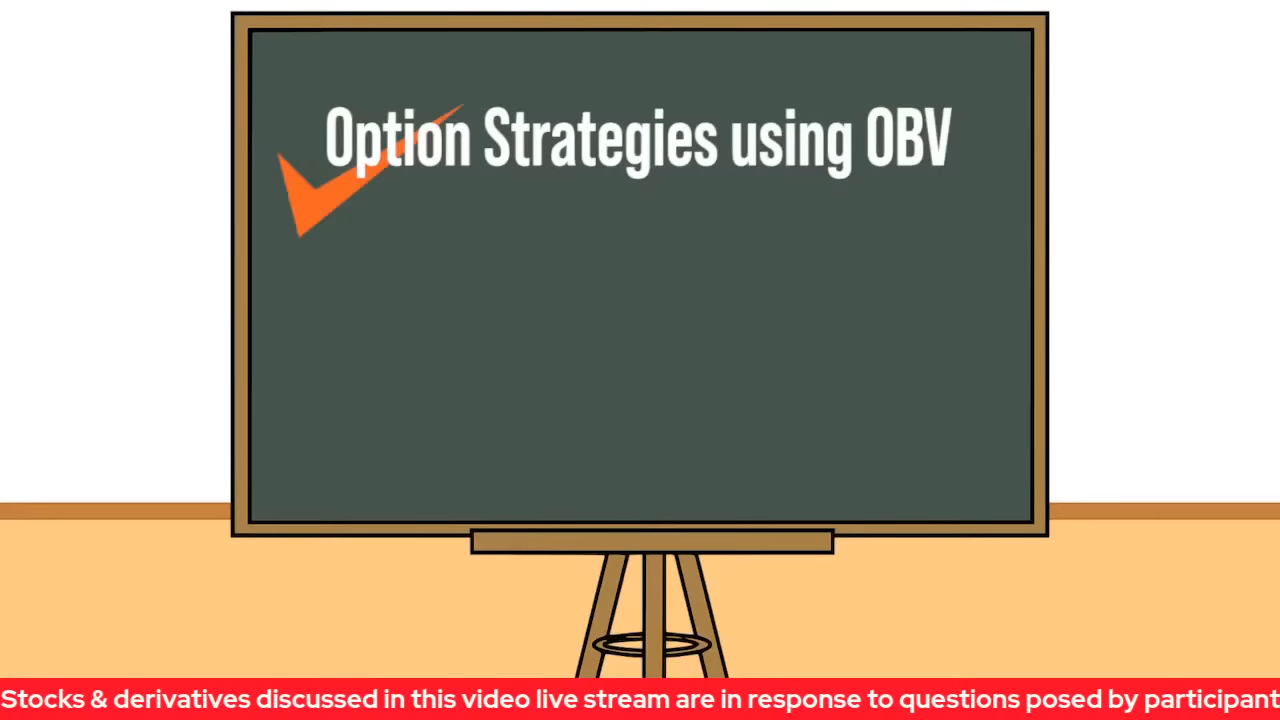 Option Strategies using OBV
Stocks & derivatives discussed in this video live stream are in response to questions posed by participant